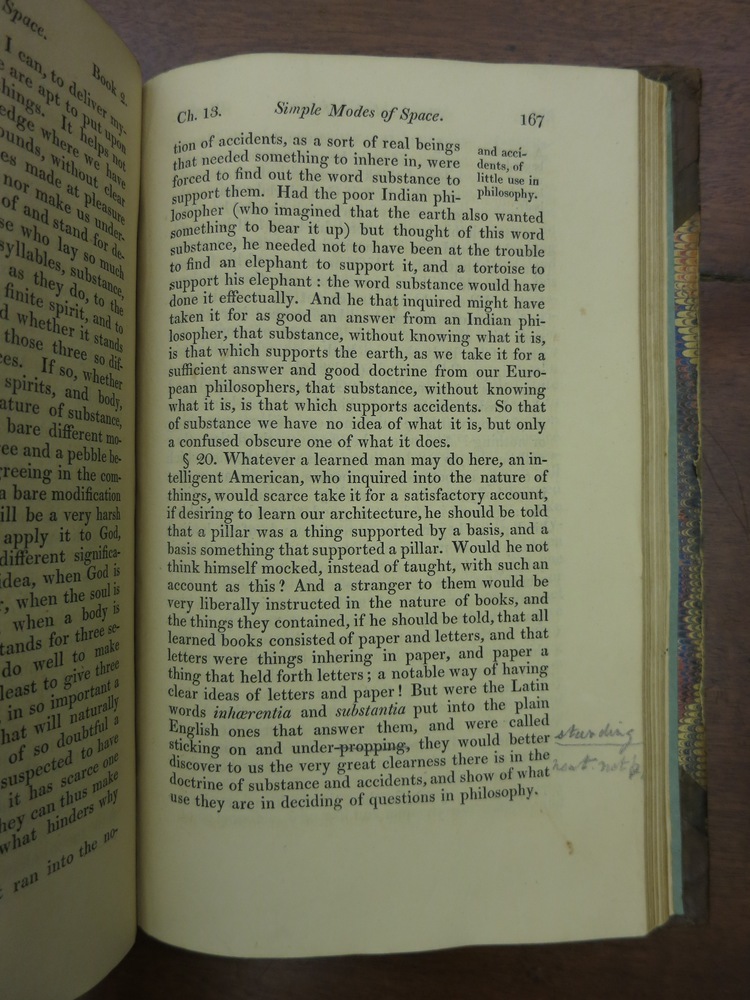 Space.
Book 2.
I can, to deliver my-
are apt to put upon
things. It helps not
edge where we have
ounds, without clear
es made at pleasure
nor make us under-
of and stand for de-
se who lay so much
syllables, substance,
as they do, to the
finite spirit, and to
d whether it stands
those three so dif-
ces. If so, whether
spirits, and body,
ature of substance,
bare different mo-
ee and a pebble be-
greeing in the com-
a bare modification
ill be a very harsh
apply it to God,
different significa-
idea, when God is
r, when the soul is
when a body is
tands for three se-
do well to make
least to give three
in so important a
hat will naturally
of so doubtful a
suspected to have
it has scarce one
hey can thus make
what hinders why
ran into the no-
Ch. 13. Simple Modes of Space. 167
tion of accidents, as a sort of real beings
that needed something to inhere in, were
forced to find out the word substance to
support them. Had the poor Indian phi-
and acci-
dents, of
little use in
philosophy.
losopher (who imagined that the earth also wanted
something to bear it up) but thought of this word
substance, he needed not to have been at the trouble
to find an elephant to support it, and a tortoise to
support his elephant : the word substance would have
done it effectually. And he that inquired might have
taken it for as good an answer from an Indian phi-
losopher, that substance, without knowing what it is,
is that which supports the earth, as we take it for a
sufficient answer and good doctrine from our Euro-
pean philosophers, that substance, without knowing
what it is, is that which supports accidents. So that
of substance we have no idea of what it is, but only
a confused obscure one of what it does.
§ 20. Whatever a learned man may do here, an in-
telligent American, who inquired into the nature of
things, would scarce take it for a satisfactory account,
if desiring to learn our architecture, he should be told
that a pillar was a thing supported by a basis, and a
basis something that supported a pillar. Would he not
think himself mocked, instead of taught, with such an
account as this? And a stranger to them would be
very liberally instructed in the nature of books, and
the things they contained, if he should be told, that all
learned books consisted of paper and letters, and that
letters were things inhering in paper, and paper a
thing that held forth letters ; a notable way of having
clear ideas of letters and paper! But were the Latin
words inhærentia and substantia put into the plain
English ones that answer them, and were called
sticking on and under-propping, they would better
discover to us the very great clearness there is in the
doctrine of substance and accidents, and show of what
use they are in deciding of questions in philosophy.
standing
not